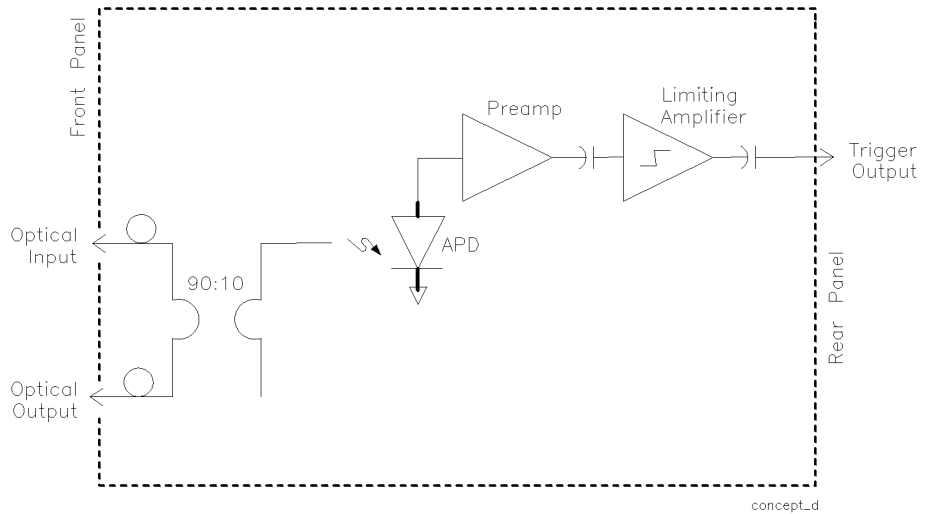 Front Panel
Preamp
Limiting
Amplifier
Trigger
Output
Optical
Input
APD
90:10
Rear Panel
Optical
Output
concept_d